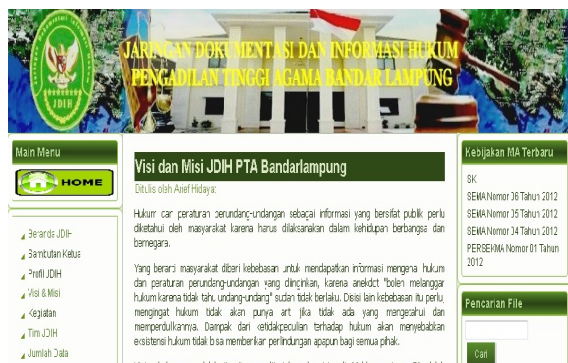 JARINGAN DOKUMENTASI DAN INFORMASI HUKUM
PENGADILAN TINGGI AGAMA BANDAR LAMPUNG
JDIH
Main Menu
HOME
Beranda JDIH
Sambutan Ketua
Profil JDIH
Visi & Misi
Kegiatan
Tim JDIH
Jumlah Data
Visi dan Misi JDIH PTA Bandarlampung
Ditulis oleh Arief Hidaya:
Hukum dan peraturan perundang-undangan sebagai informasi yang bersifat publik perlu
diketahui oleh masyarakat karena harus dilaksanakan dalam kehidupan berbangsa dan
bernegara.
Yang berarti masyarakat diberi kebebasan untuk mendapatkan informasi mengenai hukum
dan peraturan perundang-undangan yang diinginkan, karena anekdot "boleh melanggar
hukum karena tidak tahu undang-undang" sudah tidak berlaku. Disisi lain kebebasan itu perlu,
mengingat hukum tidak akan punya arti jika tidak ada yang mengetahui dan
memperdulikannya. Dampak dari ketidakpeculian terhadap hukum akan menyebabkan
eksistensi hukum tidak bisa memberikan perlindungan apapun bagi semua pihak.
Kebijakan MA Terbaru
SK
SEMA Nomor 06 Tahun 2012
SEMA Nomor 05 Tahun 2012
SEMA Nomor 04 Tahun 2012
PERSEKMA Nomor 01 Tahun
2012
Pencarian File
Cari